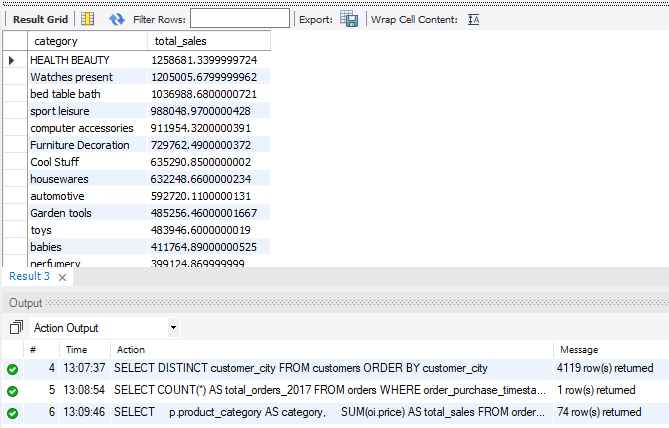 Result Grid Filter Rows: Export: Wrap Cell Content: IA
category total_sales
HEALTH BEAUTY 1258681.3399999724
Watches present 1205005.6799999962
bed table bath 1036988.6800000721
sport leisure 988048.9700000428
computer accessories 911954.3200000391
Furniture Decoration 729762.4900000372
Cool Stuff 635290.8500000002
housewares 632248.6600000234
automotive 592720.1100000131
Garden tools 485256.46000001667
toys 483946.6000000019
babies 411764.89000000525
perfumery 399124.869999999
Result 3
Output
Action Output
# Time Action Message
4 13:07:37 SELECT DISTINCT customer_city FROM customers ORDER BY customer_city 4119 row(s) returned
5 13:08:54 SELECT COUNT(*) AS total_orders_2017 FROM orders WHERE order_purchase_timesta... 1 row(s) returned
6 13:09:46 SELECT p.product_category AS category, SUM(oi.price) AS total_sales FROM order... 74 row(s) returned